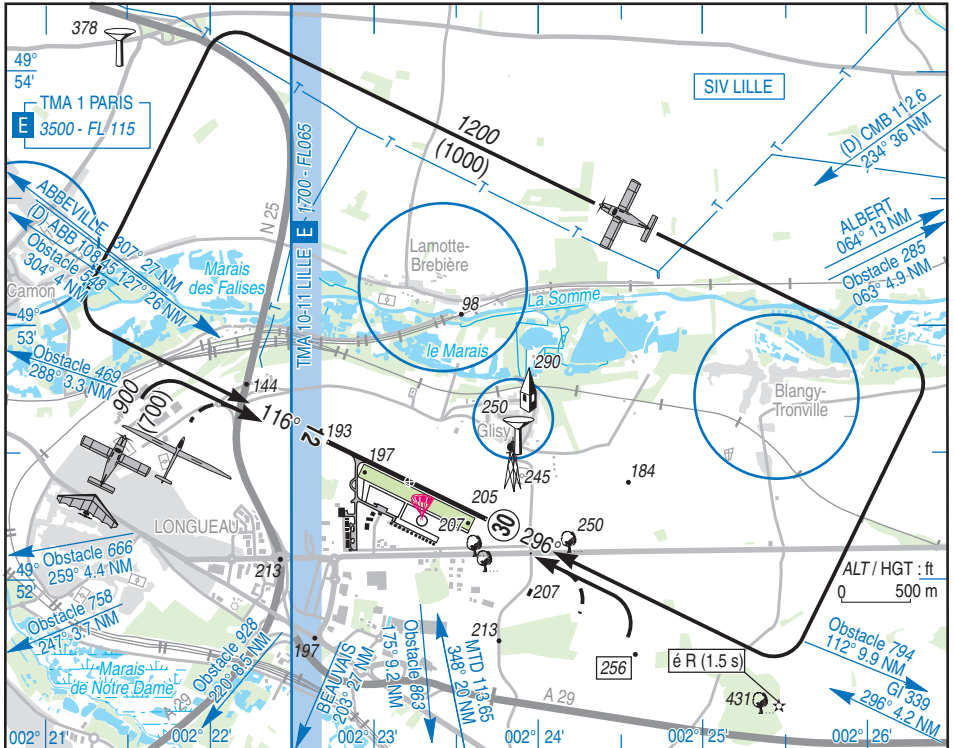 378
49°
54'
TMA 1 PARIS
E
3500 - FL 115
SIV LILLE
1200
(1000)
(D) CMB 112.6
234° 36 NM
N 25
TMA 10-11 LILLE E 1700 - FL065
ABBEVILLE
307° 27 NM
(D) ABB 108.45 127° 26 NM
Obstacle 548
304° 4 NM
Camon
Marais
des Falises
Lamotte-
Brebière
ALBERT
064° 13 NM
Obstacle 285
063° 4.9 NM
La Somme
98
49°
53'
le Marais
290
Obstacle 469
288° 3.3 NM
144
900
(700)
116°
12
193
250
Glisy
Blangy-
Tronville
197
245
184
205
207
30
296°
250
LONGUEAU
213
Obstacle 666
259° 4.4 NM
49°
52'
ALT / HGT : ft
0 500 m
207
Obstacle 758
247° 3.7 NM
Obstacle 928
220° 8.5 NM
197
213
256
é R (1.5 s)
431
Obstacle 794
112° 9.9 NM
GI 339
296° 4.2 NM
Marais
de Notre Dame
BEAUVAIS
203° 27 NM
Obstacle 863
175° 9.2 NM
MTD 113.65
348° 20 NM
A 29
A 29
002° 21'
002° 22'
002° 23'
002° 24'
002° 26'